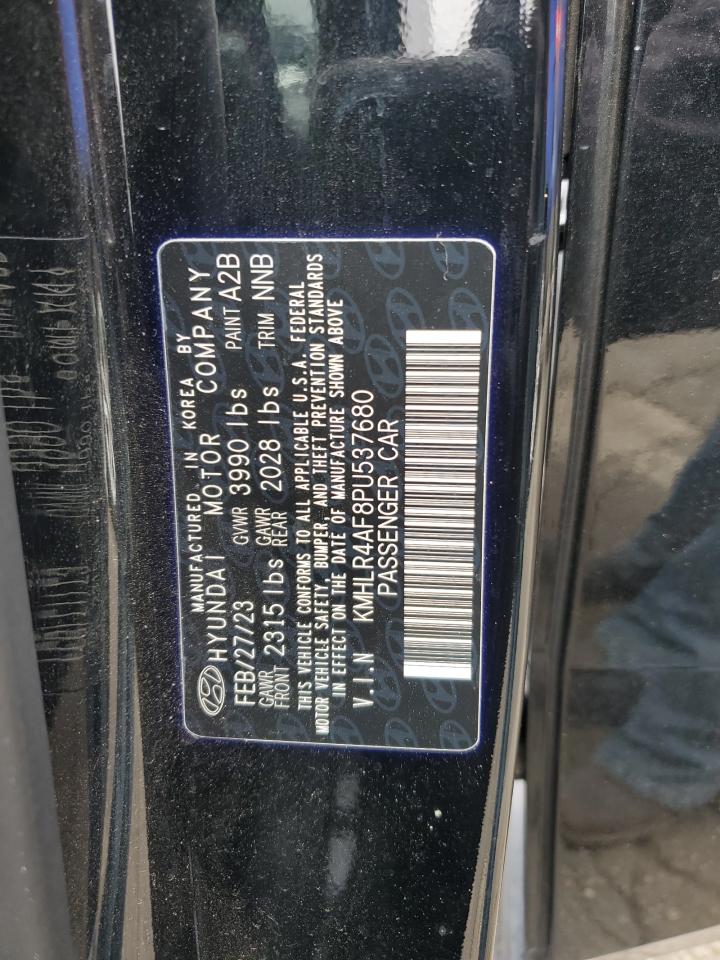 MANUFACTURED IN KOREA BY
HYUNDAI MOTOR COMPANY
FEB/27/23 GVWR 3990 lbs PAINT A2B
GAWR FRONT 2315 lbs GAWR REAR 2028 lbs TRIM NNB
THIS VEHICLE CONFORMS TO ALL APPLICABLE U.S.A. FEDERAL
MOTOR VEHICLE SAFETY, BUMPER, AND THEFT PREVENTION STANDARDS
IN EFFECT ON THE DATE OF MANUFACTURE SHOWN ABOVE
V.I.N KMHLR4AF8PU537680
PASSENGER CAR